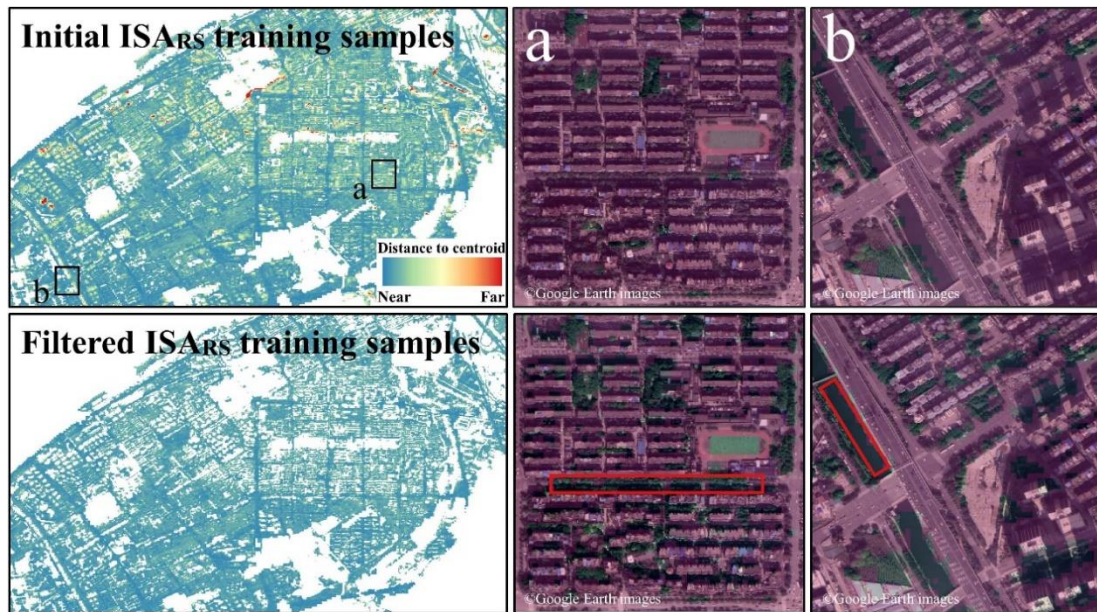 Initial ISARS training samples
a
b
Distance to centroid
Near Far
a
©Google Earth images
b
©Google Earth images
Filtered ISARS training samples
©Google Earth images
©Google Earth images